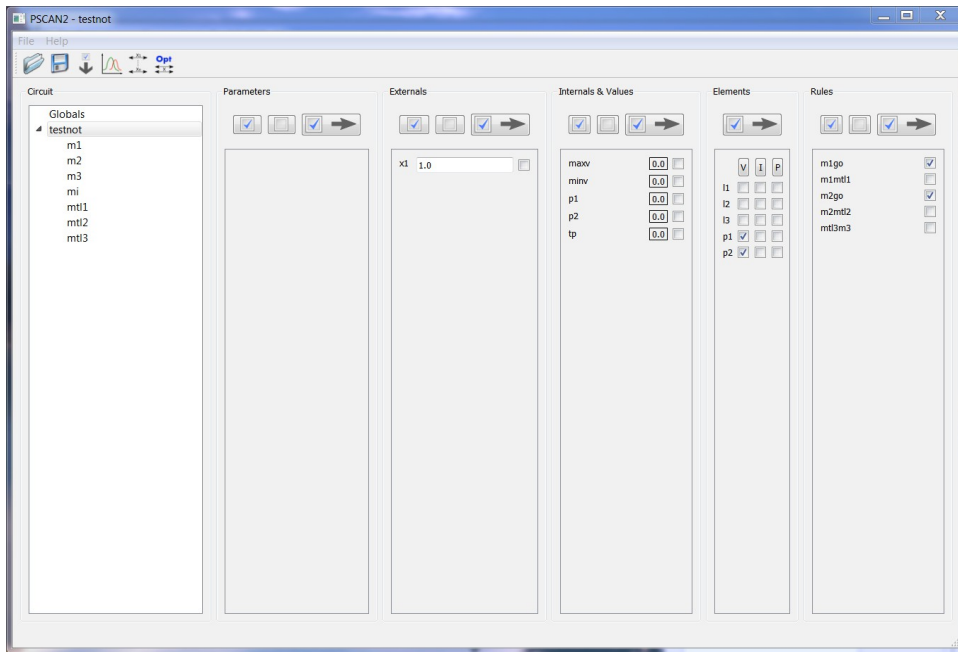 PSCAN2 - testnot
File Help
Opt
Circuit
Globals
testnot
m1
m2
m3
mi
mtl1
mtl2
mtl3
Parameters
Externals
x1 1.0
Internals & Values
maxv 0.0
minv 0.0
p1 0.0
p2 0.0
tp 0.0
Elements
V I P
l1
l2
l3
p1
p2
Rules
m1go
m1mtl1
m2go
m2mtl2
mtl3m3